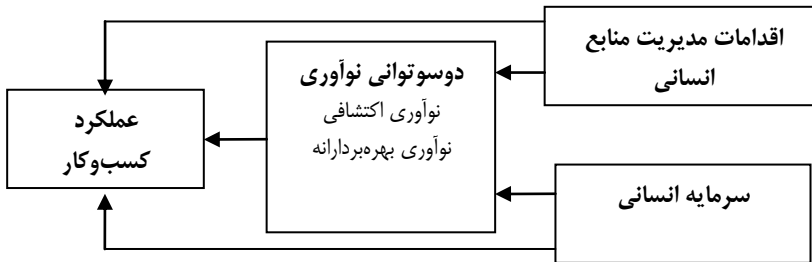 اقدامات مدیریت منابع
انسانی
دوسوتوانی نوآوری
نوآوری اکتشافی
نوآوری بهره‌بردارانه
عملکرد
کسب‌وکار
سرمایه انسانی